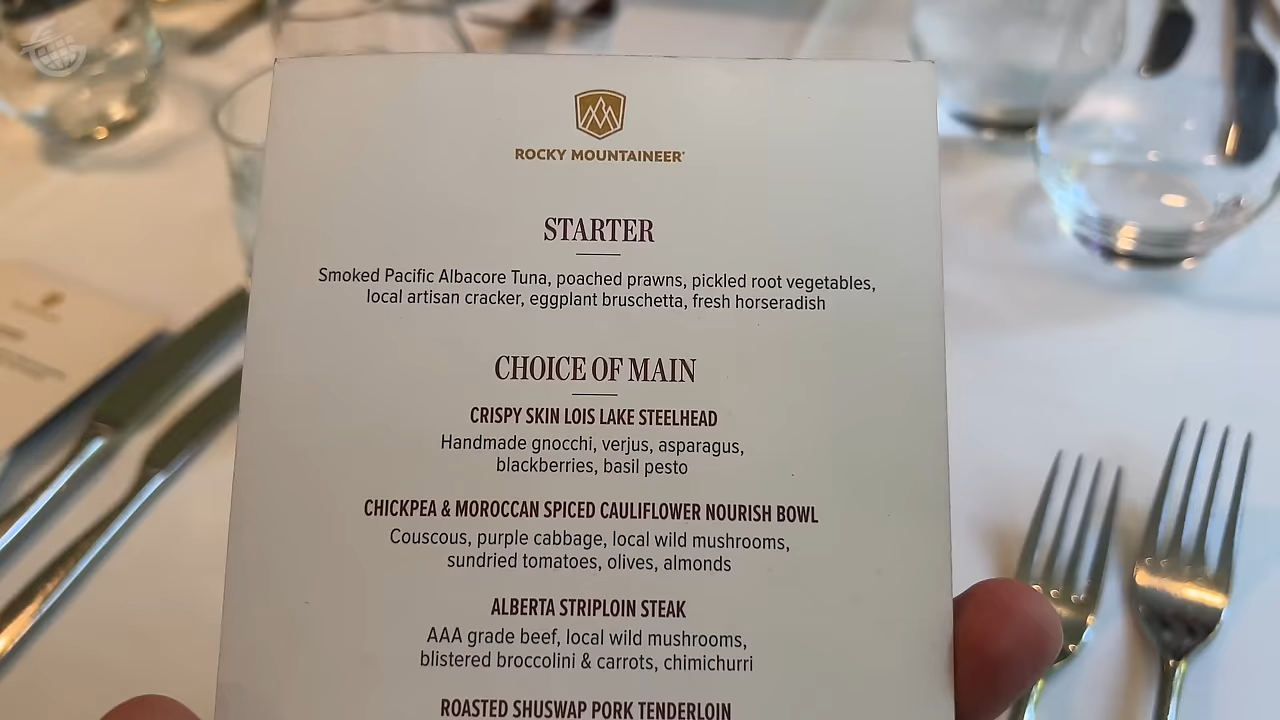 ROCKY MOUNTAINEER®
STARTER
Smoked Pacific Albacore Tuna, poached prawns, pickled root vegetables,
local artisan cracker, eggplant bruschetta, fresh horseradish
CHOICE OF MAIN
CRISPY SKIN LOIS LAKE STEELHEAD
Handmade gnocchi, verjus, asparagus,
blackberries, basil pesto
CHICKPEA & MOROCCAN SPICED CAULIFLOWER NOURISH BOWL
Couscous, purple cabbage, local wild mushrooms,
sundried tomatoes, olives, almonds
ALBERTA STRIPLOIN STEAK
AAA grade beef, local wild mushrooms,
blistered broccolini & carrots, chimichurri
ROASTED SHUSWAP PORK TENDERLOIN